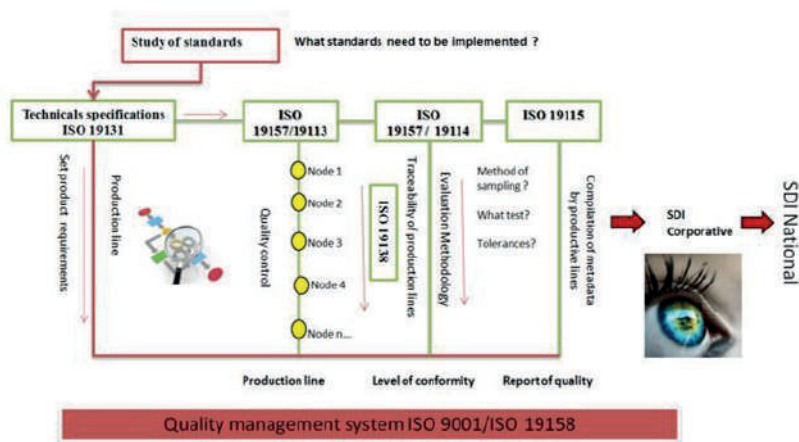 Study of standards
What standards need to be implemented ?
Technicals specifications
ISO 19131
ISO
19157/19113
ISO
19157/ 19114
ISO 19115
Set product requirements
Production line
Quality control
Node 1
Node 2
Node 3
Node 4
Node n...
ISO 19138
Traceability of production lines
Evaluation Methodology
Method of
sampling ?
What test?
Tolerances?
Compilation of metadata
by productive lines
SDI
Corporative
SDI National
Production line
Level of conformity
Report of quality
Quality management system ISO 9001/ISO 19158